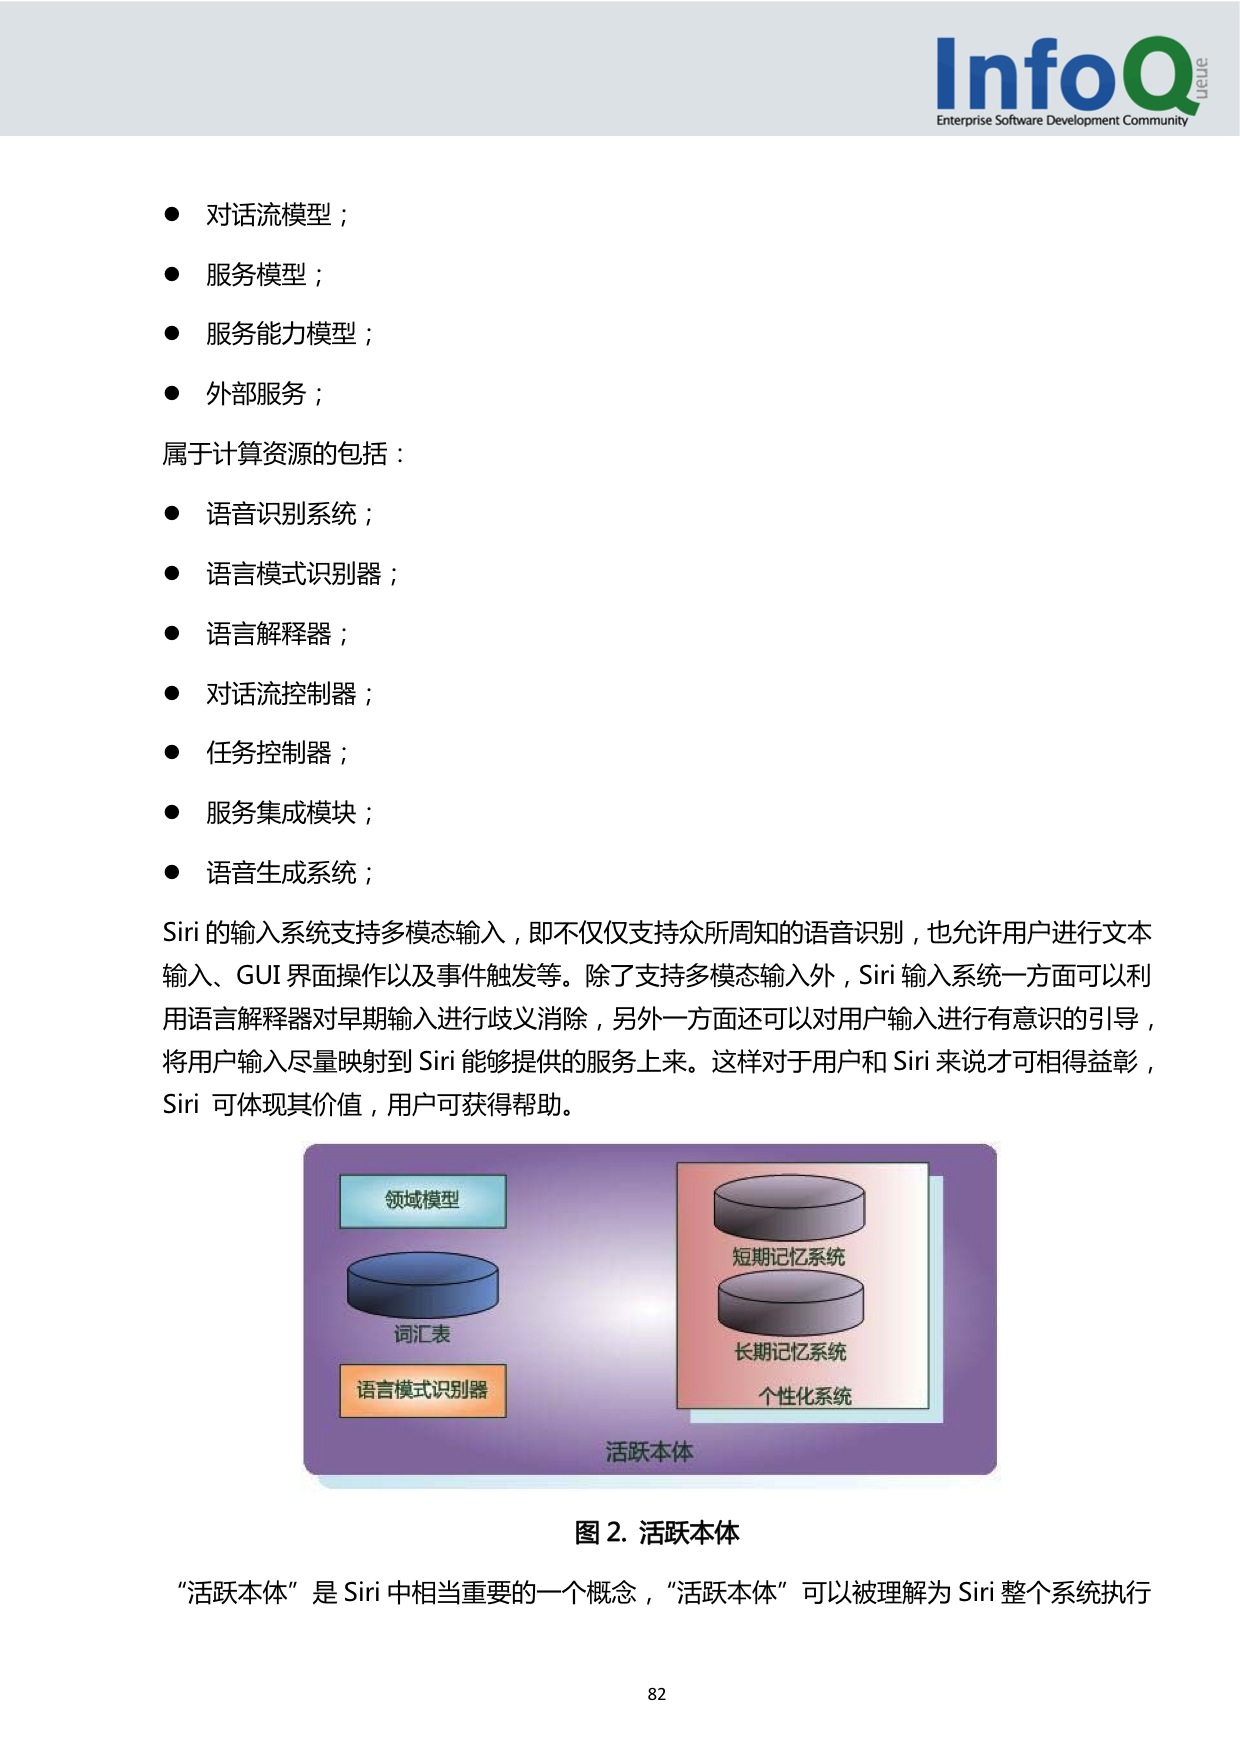 InfoQ
ueue
Enterprise Software Development Community
● 对话流模型；
● 服务模型；
● 服务能力模型；
● 外部服务；
属于计算资源的包括：
● 语音识别系统；
● 语言模式识别器；
● 语言解释器；
● 对话流控制器；
● 任务控制器；
● 服务集成模块；
● 语音生成系统；
Siri 的输入系统支持多模态输入，即不仅仅支持众所周知的语音识别，也允许用户进行文本
输入、GUI 界面操作以及事件触发等。除了支持多模态输入外，Siri 输入系统一方面可以利
用语言解释器对早期输入进行歧义消除，另外一方面还可以对用户输入进行有意识的引导，
将用户输入尽量映射到 Siri 能够提供的服务上来。这样对于用户和 Siri 来说才可相得益彰，
Siri 可体现其价值，用户可获得帮助。
领域模型
词汇表
语言模式识别器
短期记忆系统
长期记忆系统
个性化系统
活跃本体
图 2. 活跃本体
“活跃本体”是 Siri 中相当重要的一个概念，“活跃本体”可以被理解为 Siri 整个系统执行
82